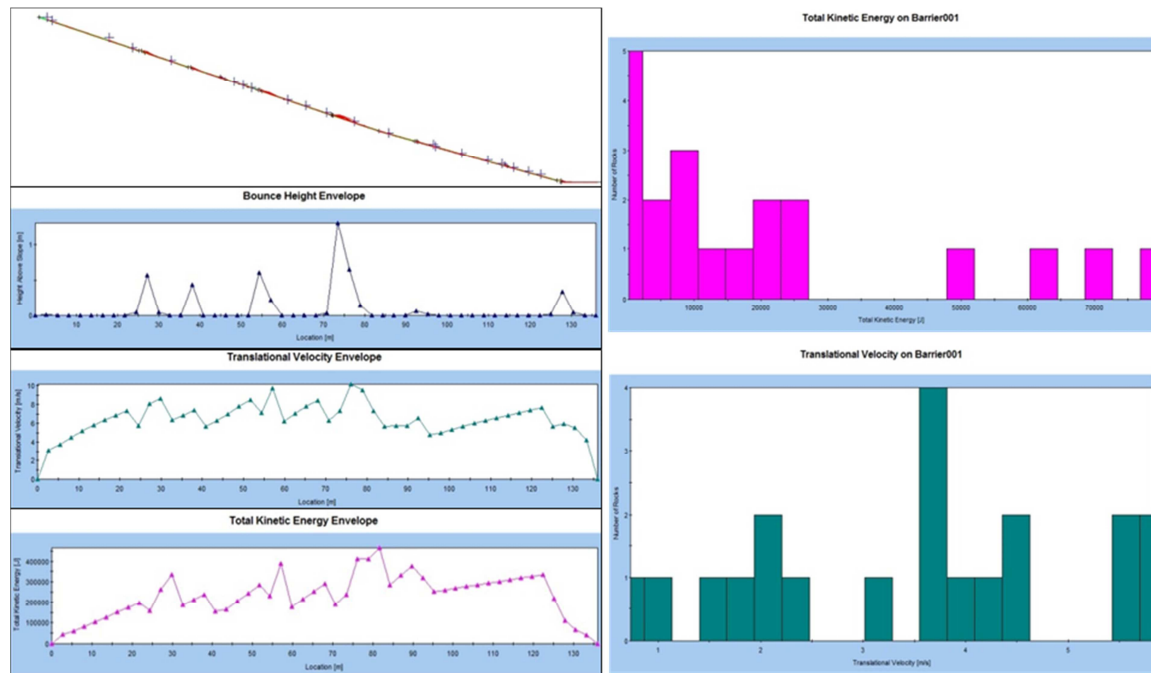 Bounce Height Envelope
Height Above Slope [m]
1
0
10 20 30 40 50 60 70 80 90 100 110 120 130
Location [m]
Translational Velocity Envelope
Translational Velocity [m/s]
10
8
6
4
2
0
0 10 20 30 40 50 60 70 80 90 100 110 120 130
Location [m]
Total Kinetic Energy Envelope
Total Kinetic Energy [J]
400000
300000
200000
100000
0
0 10 20 30 40 50 60 70 80 90 100 110 120 130
Location [m]
Total Kinetic Energy on Barrier001
Number of Rocks
5
4
3
2
1
0
10000 20000 30000 40000 50000 60000 70000
Total Kinetic Energy [J]
Translational Velocity on Barrier001
Number of Rocks
4
3
2
1
0
1 2 3 4 5
Translational Velocity [m/s]